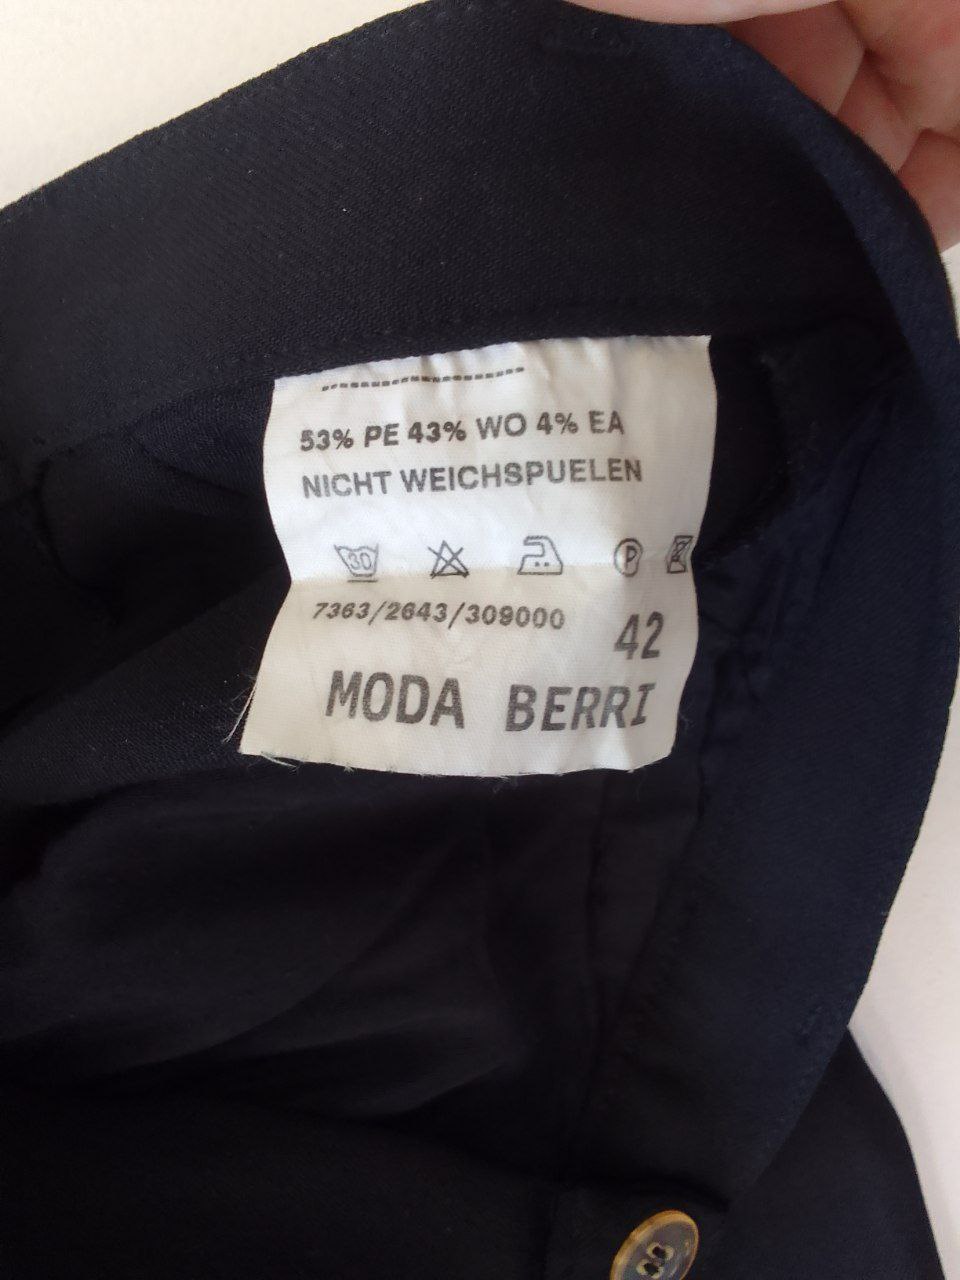 53% PE 43% WO 4% EA
NICHT WEICHSPUELEN
30 P
7363/2643/309000
42
MODA BERRI